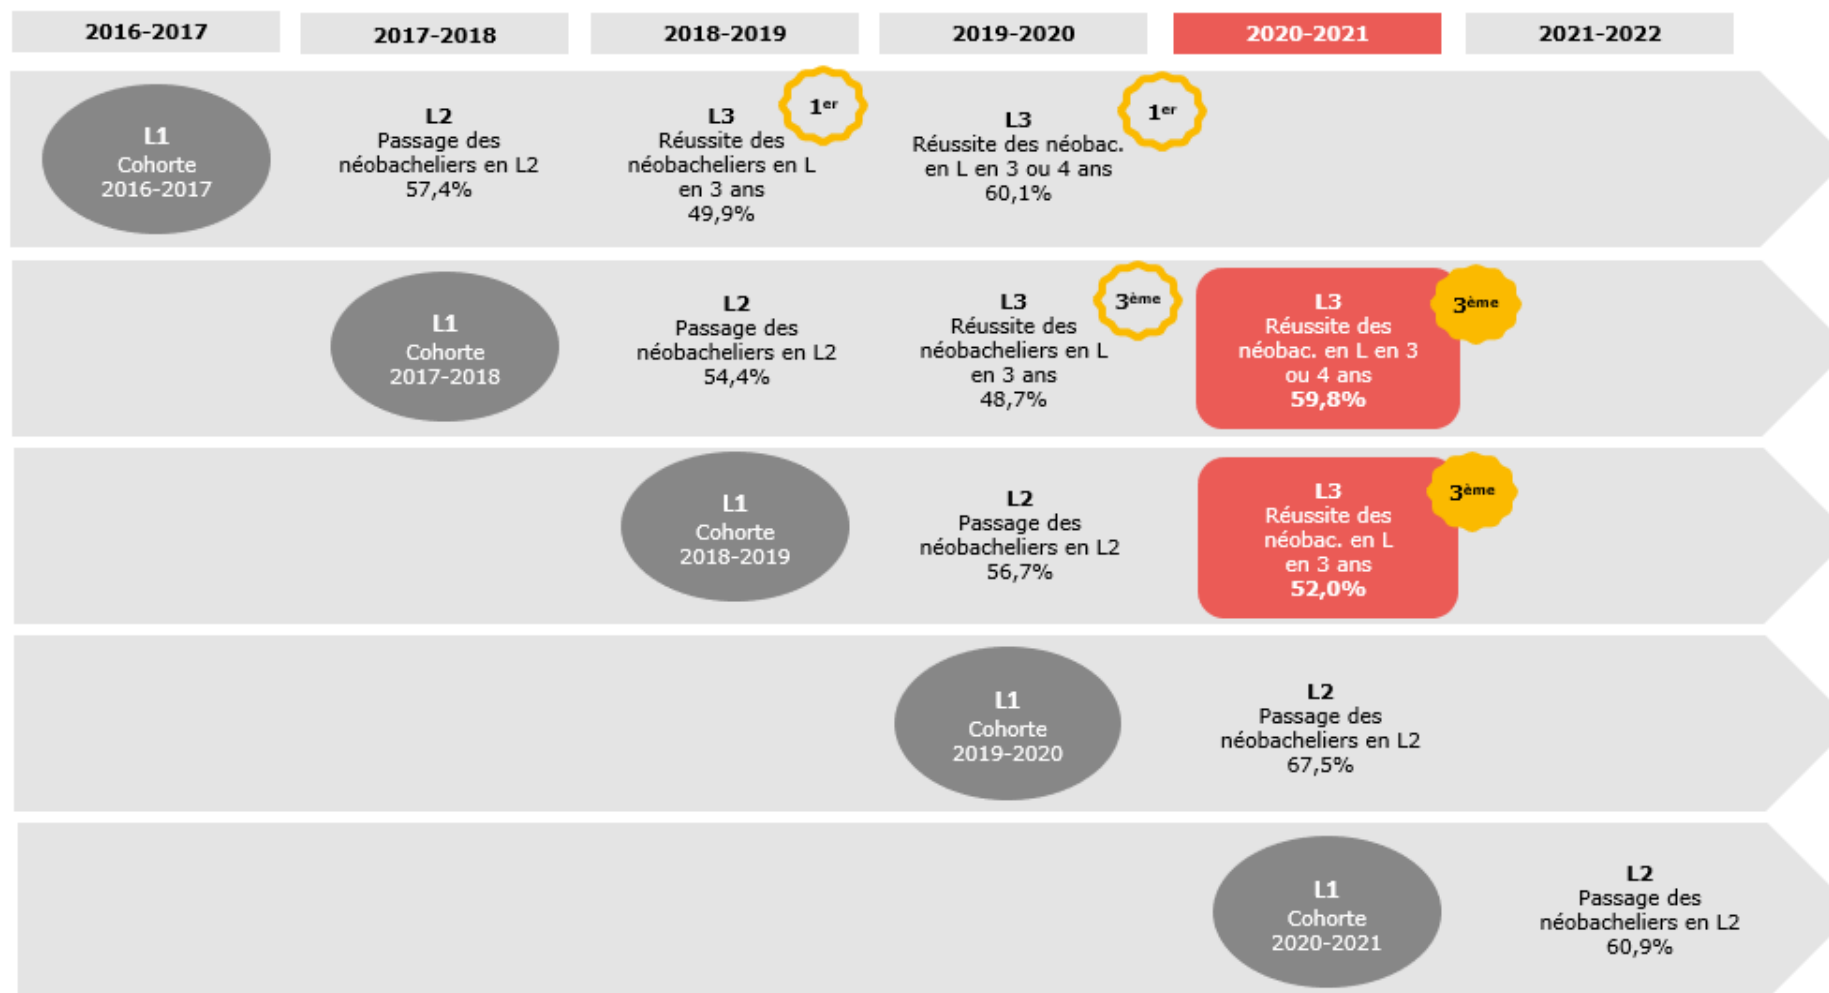 2016-2017
2017-2018
2018-2019
2019-2020
2020-2021
2021-2022
L1
Cohorte
2016-2017
L2
Passage des
néobacheliers en L2
57,4%
L3
Réussite des
néobacheliers en L
en 3 ans
49,9%
1er
L3
Réussite des néobac.
en L en 3 ou 4 ans
60,1%
1er
L1
Cohorte
2017-2018
L2
Passage des
néobacheliers en L2
54,4%
L3
Réussite des
néobacheliers en L
en 3 ans
48,7%
3ème
L3
Réussite des
néobac. en L en 3
ou 4 ans
59,8%
3ème
L1
Cohorte
2018-2019
L2
Passage des
néobacheliers en L2
56,7%
L3
Réussite des
néobac. en L
en 3 ans
52,0%
3ème
L1
Cohorte
2019-2020
L2
Passage des
néobacheliers en L2
67,5%
L1
Cohorte
2020-2021
L2
Passage des
néobacheliers en L2
60,9%